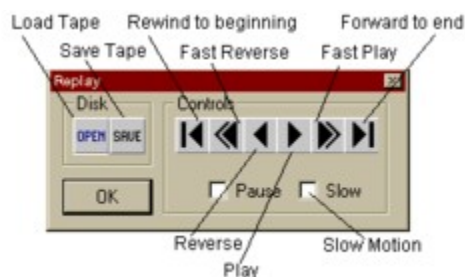 Load Tape Rewind to beginning Forward to end
Save Tape Fast Reverse Fast Play
Replay
Disk Controls
OPEN SAVE
OK Pause Slow
Reverse Slow Motion
Play